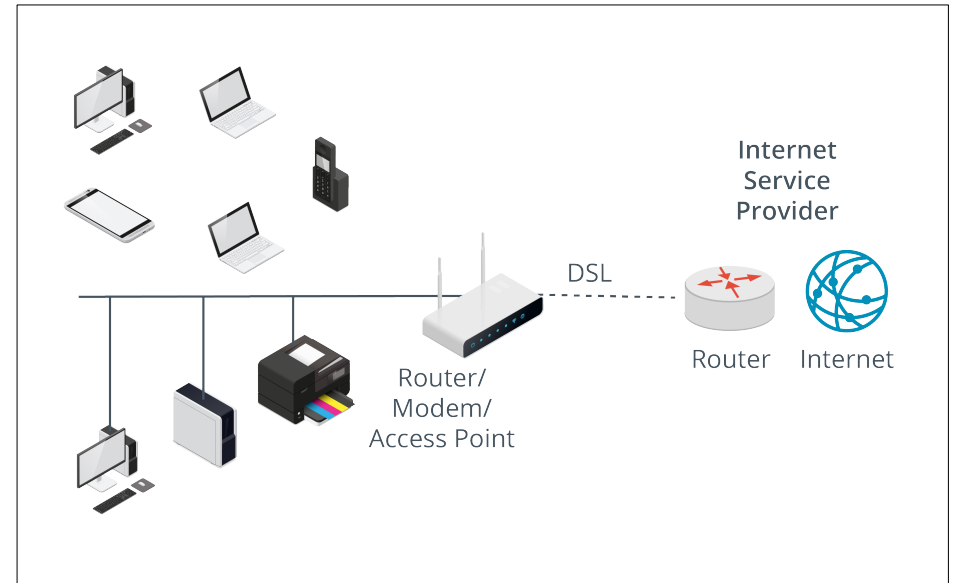 Internet
Service
Provider
DSL
Router
Internet
Router/
Modem/
Access Point